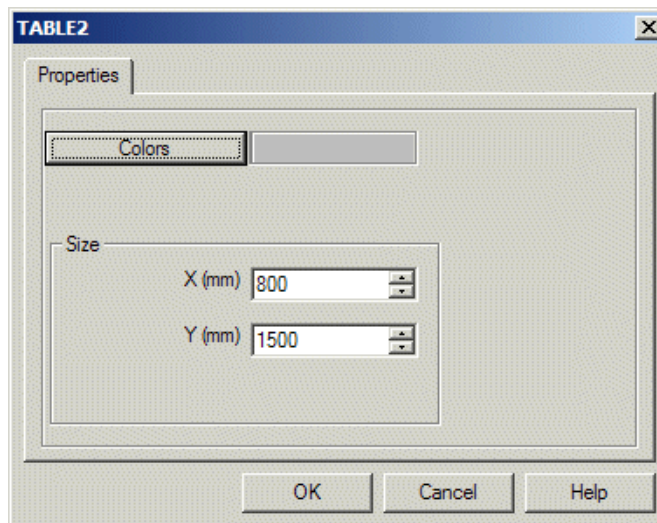 TABLE2
Properties
Colors
Size
X (mm) 800
Y (mm) 1500
OK Cancel Help